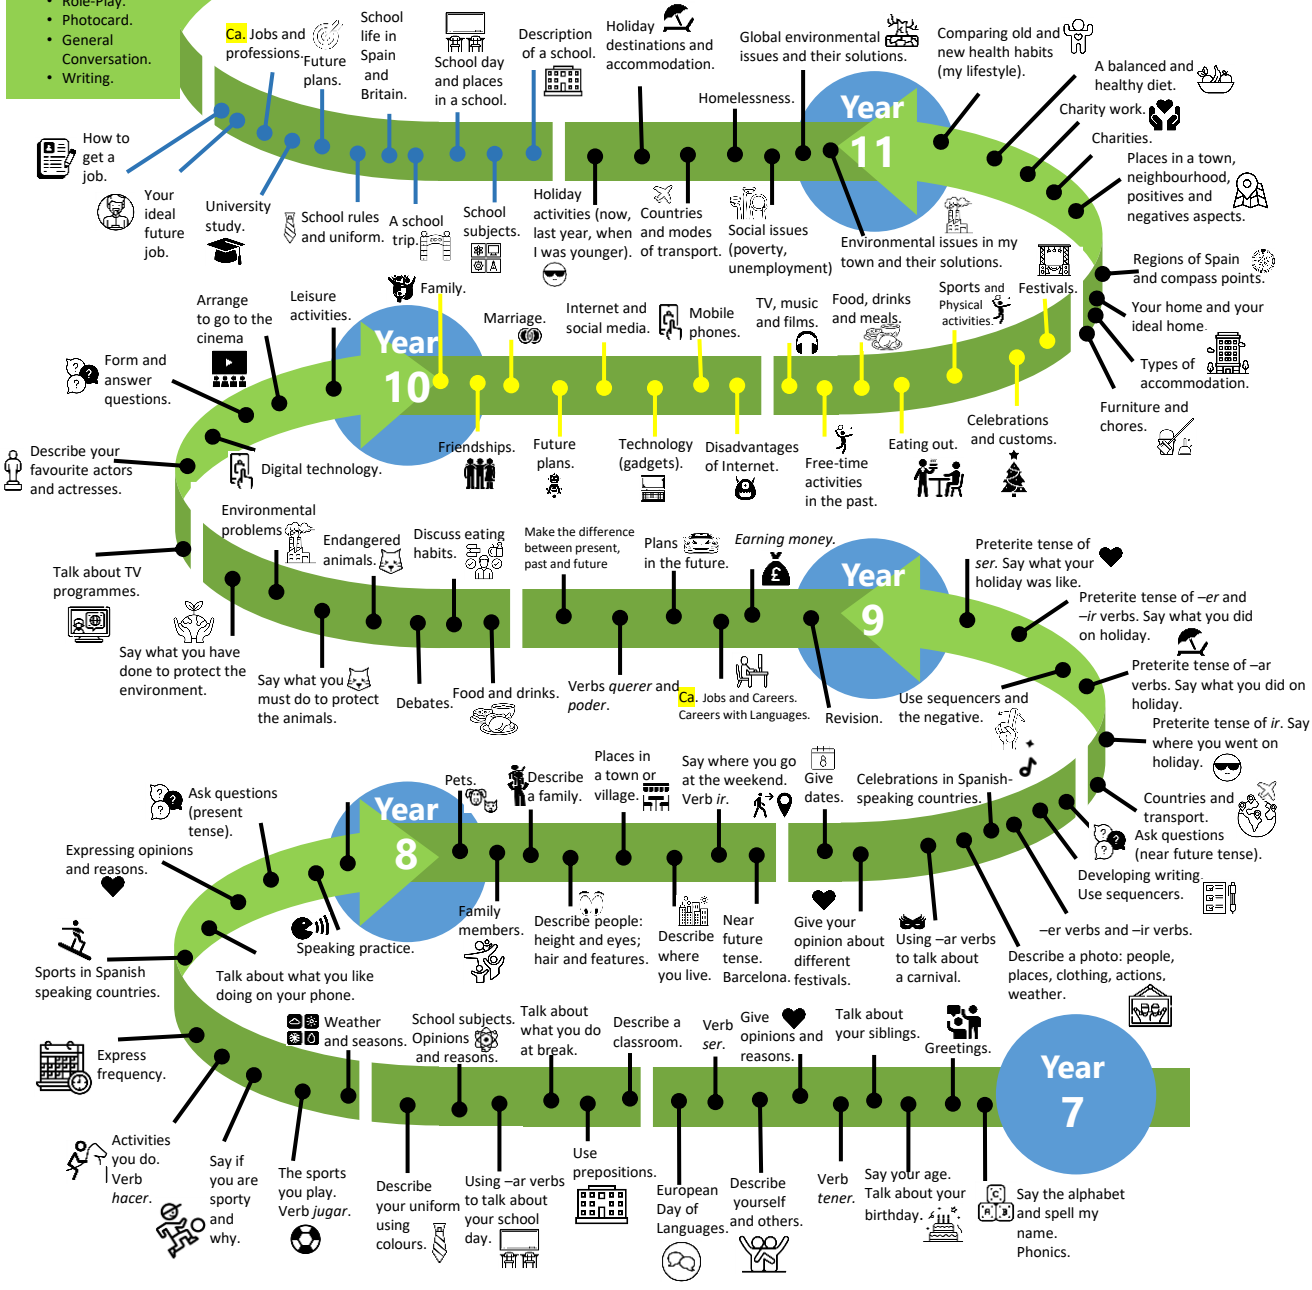 Role-Play.
• Photocard.
• General
Conversation.
• Writing.
Ca. Jobs and
professions.
Future
plans.
School
life in
Spain
and
Britain.
School day
and places
in a school.
Description
of a school.
Holiday
destinations and
accommodation.
Global environmental
issues and their solutions.
Comparing old and
new health habits
(my lifestyle).
A balanced and
healthy diet.
Charity work.
Charities.
Places in a town,
neighbourhood,
positives and
negatives aspects.
Homelessness.
Year
11
How to
get a
job.
Your
ideal
future
job.
University
study.
School rules
and uniform.
A school
trip.
School
subjects.
Holiday
activities (now,
last year, when
I was younger).
Countries
and modes
of transport.
Social issues
(poverty,
unemployment)
Environmental issues in my
town and their solutions.
Regions of Spain
and compass points.
Your home and your
ideal home.
Types of
accommodation.
Furniture and
chores.
Arrange
to go to the
cinema
Leisure
activities.
Family.
Marriage.
Internet and
social media.
Mobile
phones.
TV, music
and films.
Food, drinks
and meals.
Sports and
Physical
activities.
Festivals.
Form and
answer
questions.
Year
10
Describe your
favourite actors
and actresses.
Digital technology.
Friendships.
Future
plans.
Technology
(gadgets).
Disadvantages
of Internet.
Free-time
activities
in the past.
Eating out.
Celebrations
and customs.
Environmental
problems
Endangered
animals.
Discuss eating
habits.
Make the difference
between present,
past and future
Plans
in the future.
Earning money.
£
Year
9
Preterite tense of
ser. Say what your
holiday was like.
Preterite tense of –er and
–ir verbs. Say what you did
on holiday.
Preterite tense of –ar
verbs. Say what you did on
holiday.
Preterite tense of ir. Say
where you went on
holiday.
Countries and
transport.
Talk about TV
programmes.
Say what you have
done to protect the
environment.
Say what you
must do to protect
the animals.
Debates.
Food and drinks.
Verbs querer and
poder.
Ca. Jobs and Careers.
Careers with Languages.
Revision.
Use sequencers and
the negative.
Ask questions
(present
tense).
Year
8
Pets.
Describe
a family.
Places in
a town or
village.
Say where you go
at the weekend.
Verb ir.
8
Give
dates.
Celebrations in Spanish-
speaking countries.
Ask questions
(near future tense).
Developing writing.
Use sequencers.
–er verbs and –ir verbs.
Expressing opinions
and reasons.
Speaking practice.
Sports in Spanish
speaking countries.
Talk about what you like
doing on your phone.
Family
members.
Describe people:
height and eyes;
hair and features.
Describe
where
you live.
Near
future
tense.
Barcelona.
Give your
opinion about
different
festivals.
Using –ar verbs
to talk about
a carnival.
Describe a photo: people,
places, clothing, actions,
weather.
Express
frequency.
Weather
and seasons.
School subjects.
Opinions
and reasons.
Talk about
what you do
at break.
Describe a
classroom.
Verb
ser.
Give
opinions and
reasons.
Talk about
your siblings.
Greetings.
Year
7
Activities
you do.
Verb
hacer.
Say if
you are
sporty
and
why.
The sports
you play.
Verb jugar.
Describe
your uniform
using
colours.
Using –ar verbs
to talk about
your school
day.
Use
prepositions.
European
Day of
Languages.
Describe
yourself
and others.
Verb
tener.
Say your age.
Talk about your
birthday.
C
A B
Say the alphabet
and spell my
name.
Phonics.